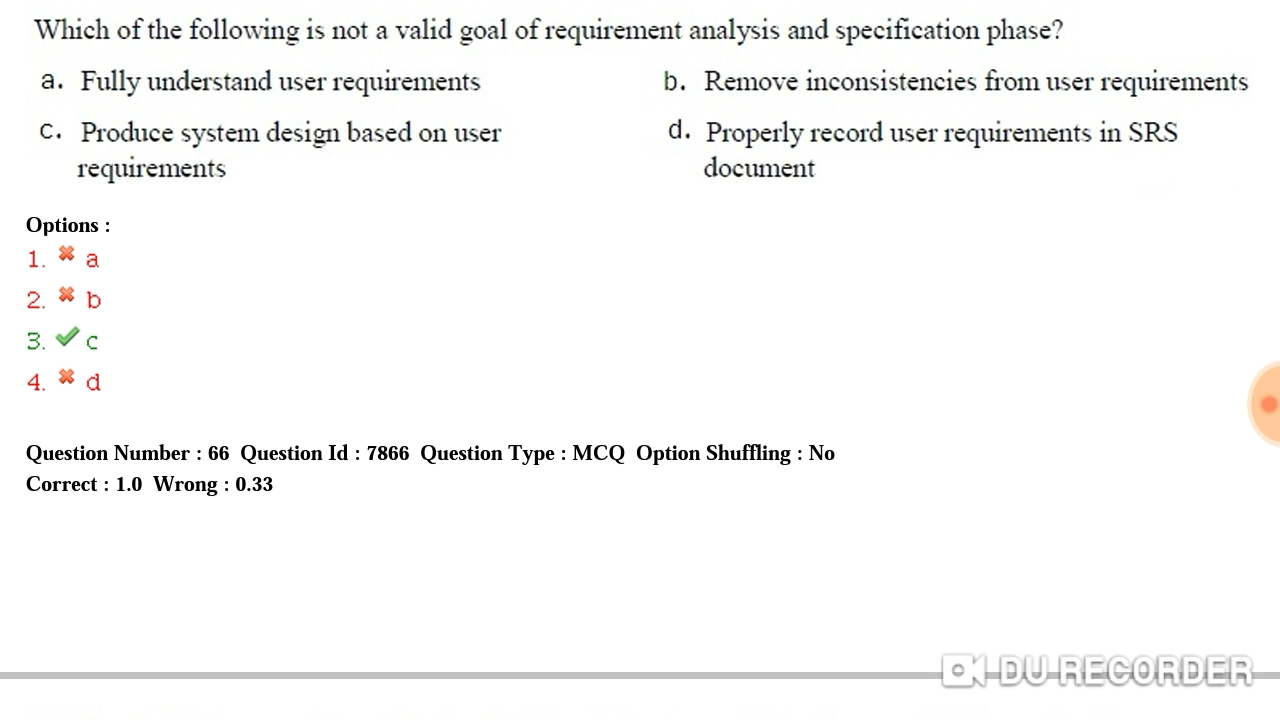 Which of the following is not a valid goal of requirement analysis and specification phase?
a. Fully understand user requirements
b. Remove inconsistencies from user requirements
c. Produce system design based on user
requirements
d. Properly record user requirements in SRS
document
Options :
1. ✖ a
2. ✖ b
3. ✔ c
4. ✖ d
Question Number : 66 Question Id : 7866 Question Type : MCQ Option Shuffling : No
Correct : 1.0 Wrong : 0.33
DU RECORDER